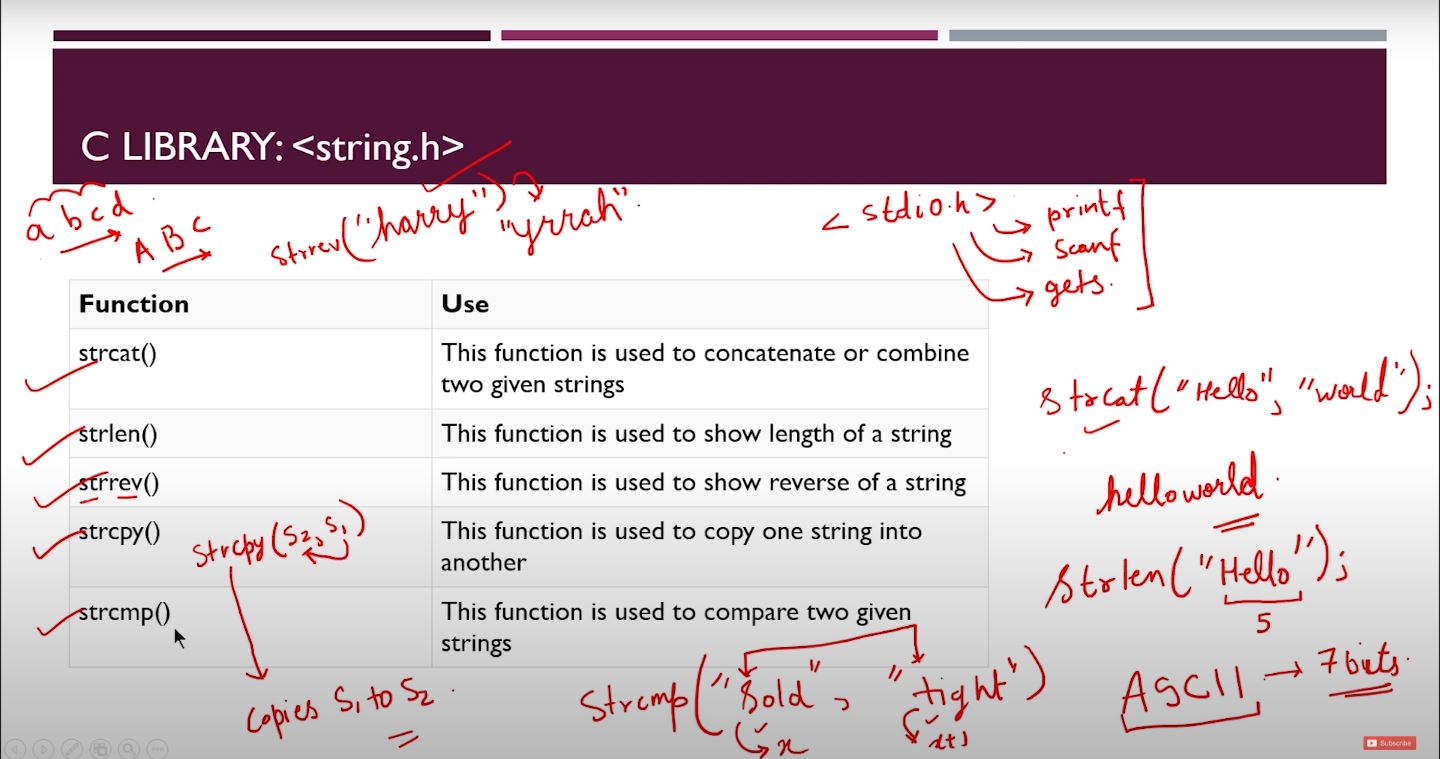 C LIBRARY: <string.h>
a b c d
A B C
strrev("harry")
"yrrah".
< stdio.h >
printf
scanf
gets.
Function Use
strcat() This function is used to concatenate or combine
two given strings
strlen() This function is used to show length of a string
strrev() This function is used to show reverse of a string
strcpy() This function is used to copy one string into
another
strcmp() This function is used to compare two given
strings
strcpy(S2, S1)
copies S1 to S2.
strcat("Hello", "world");
helloworld.
strlen("Hello");
5
strcmp("Sold", "tight")
x
x+1
ASCII → 7 bits.
Subscribe